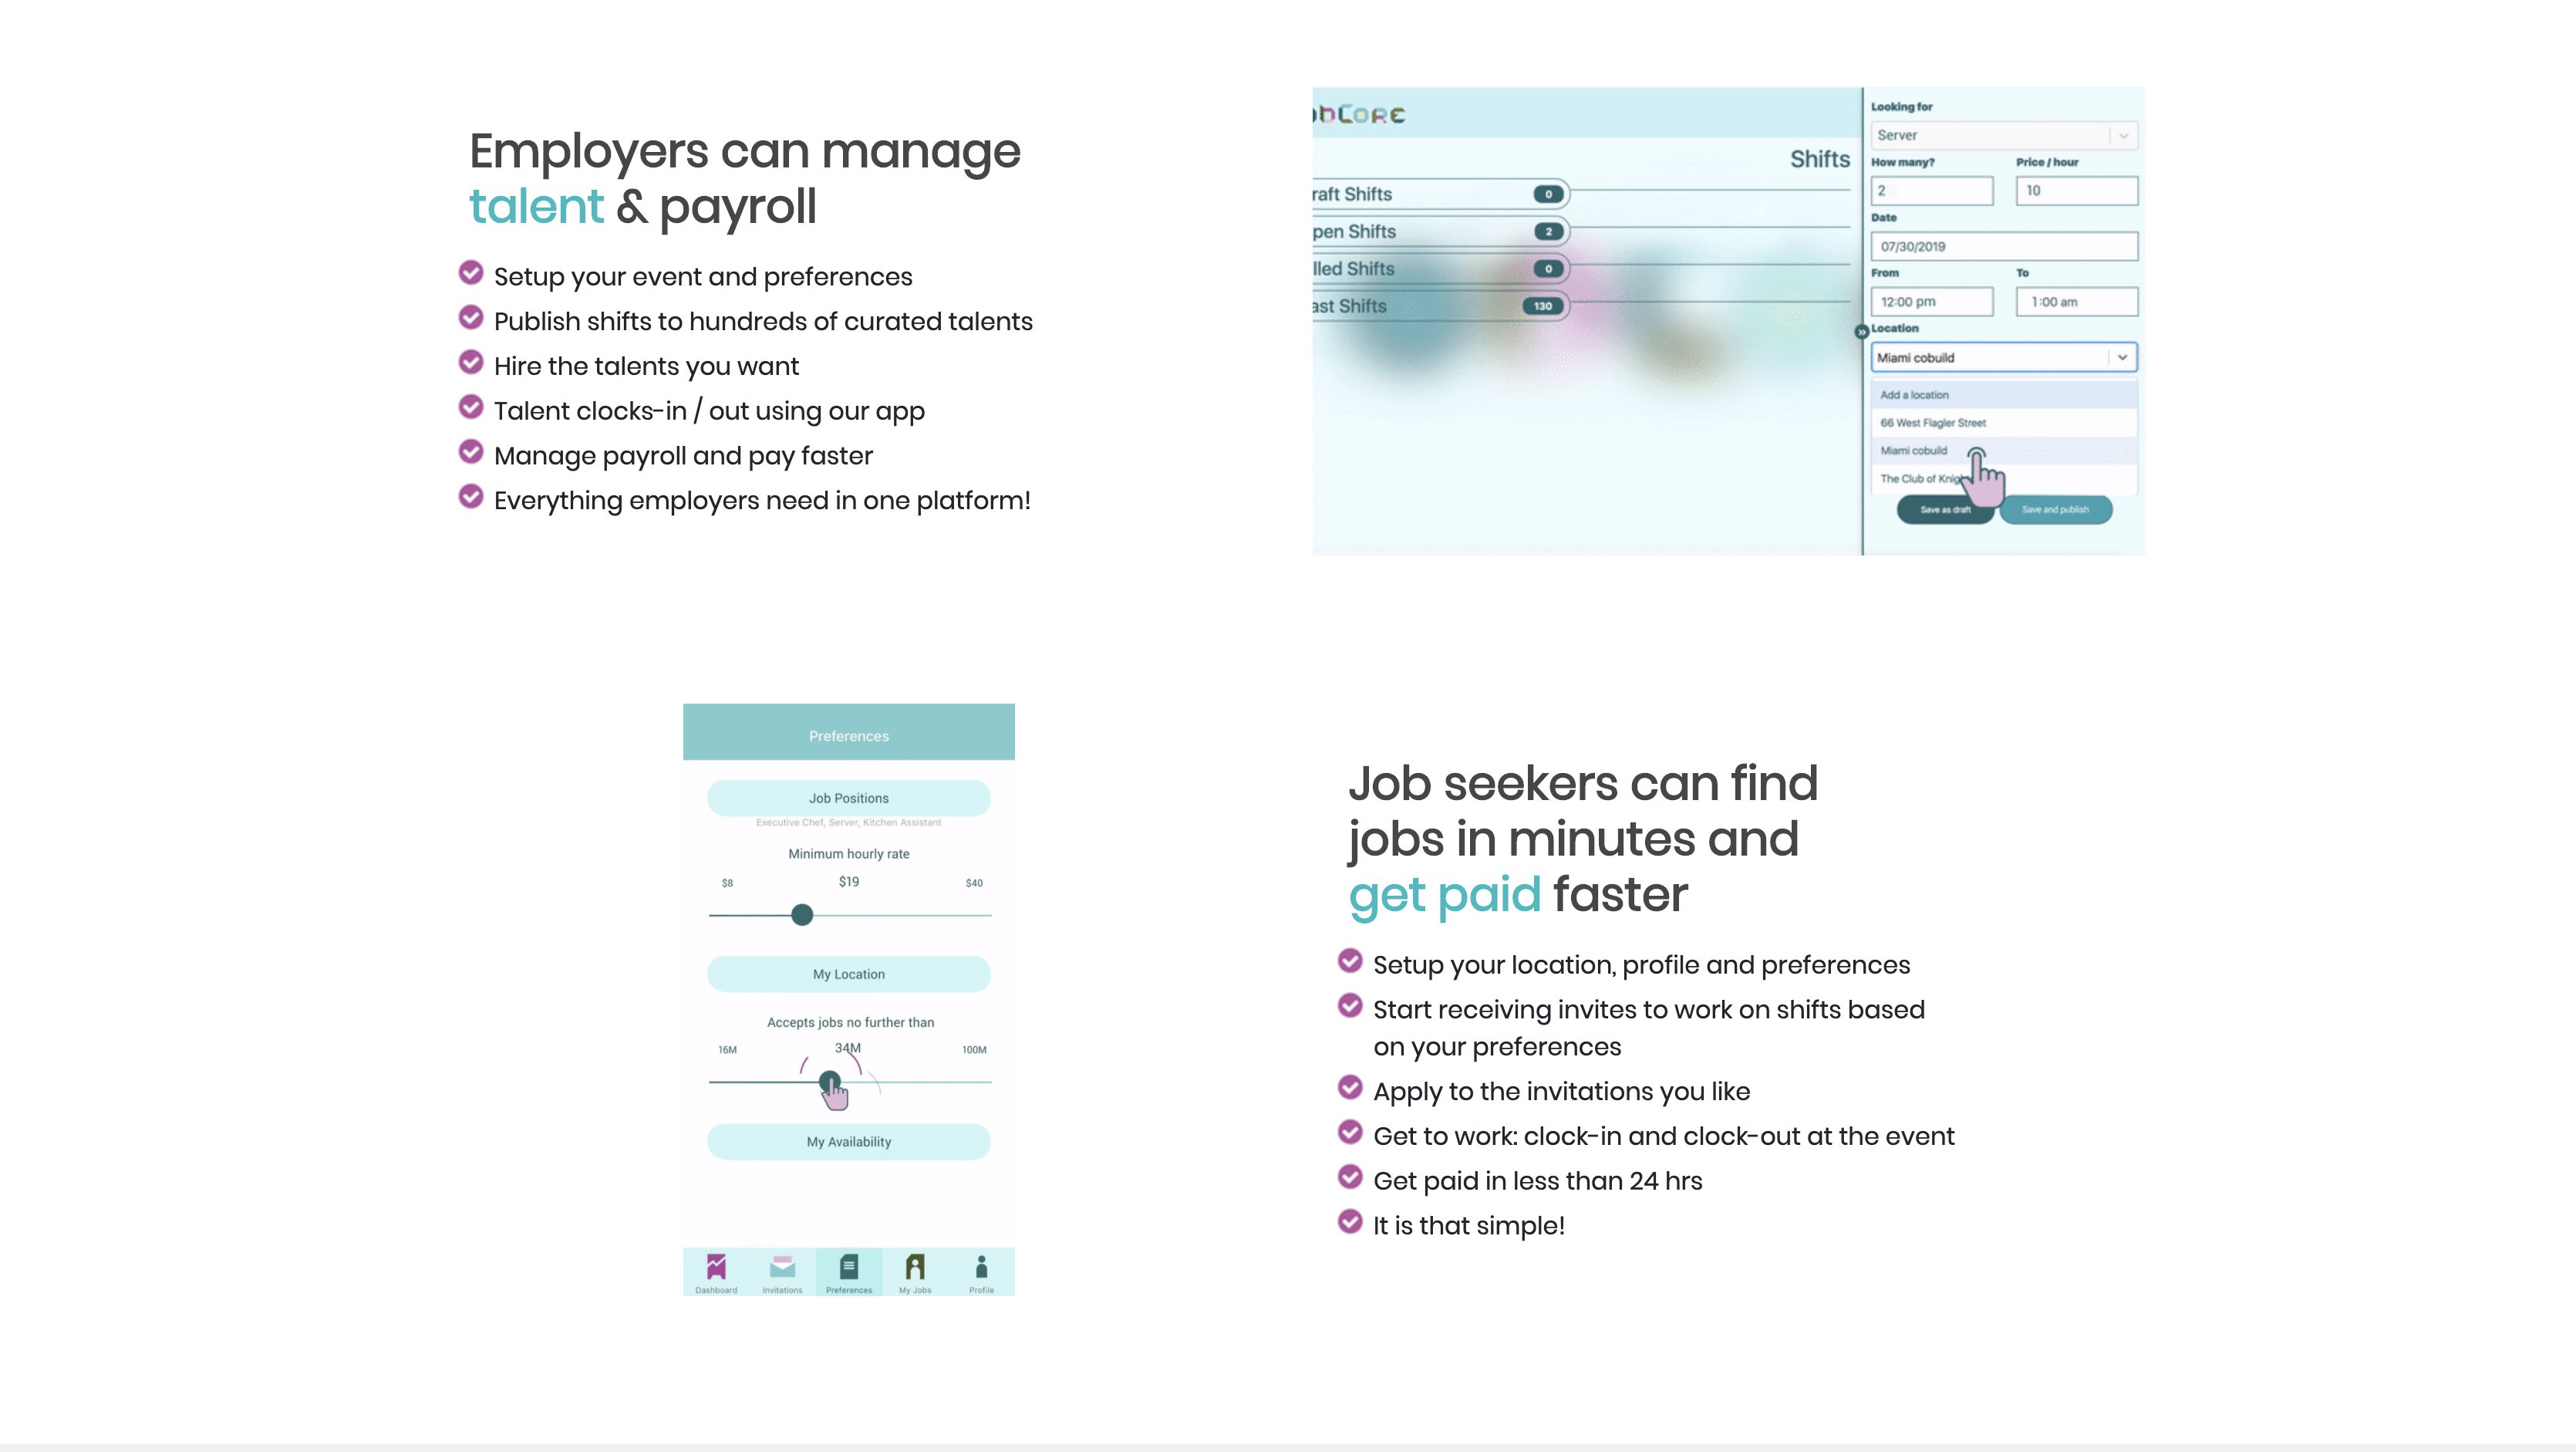 Employers can manage
talent & payroll
Setup your event and preferences
Publish shifts to hundreds of curated talents
Hire the talents you want
Talent clocks-in / out using our app
Manage payroll and pay faster
Everything employers need in one platform!
obCore
Shifts
raft Shifts
0
pen Shifts
2
lled Shifts
0
ast Shifts
130
Looking for
Server
How many? Price / hour
2 10
Date
07/30/2019
From To
12:00 pm 1:00 am
Location
Miami cobuild
Add a location
66 West Flagler Street
Miami cobuild
The Club of
Save as draft Save and publish
Preferences
Job Positions
Executive Chef, Server, Kitchen Assistant
Minimum hourly rate
$8 $19 $40
My Location
Accepts jobs no further than
16M 34M 100M
My Availability
Dashboard Invitations Preferences My Jobs Profile
Job seekers can find
jobs in minutes and
get paid faster
Setup your location, profile and preferences
Start receiving invites to work on shifts based
on your preferences
Apply to the invitations you like
Get to work: clock-in and clock-out at the event
Get paid in less than 24 hrs
It is that simple!